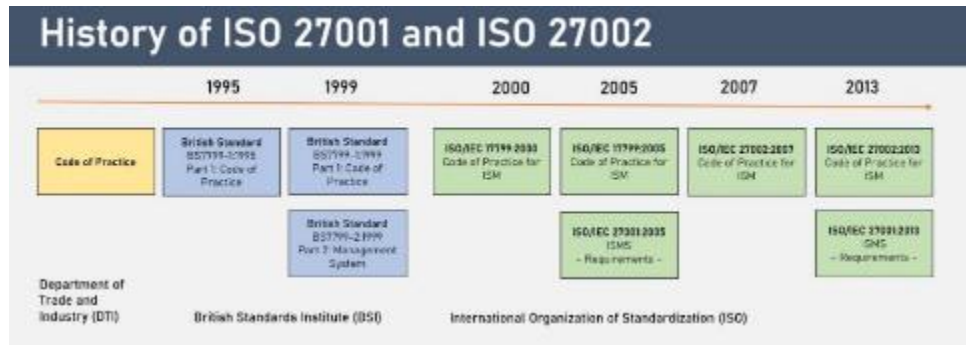 History of ISO 27001 and ISO 27002
1995 1999 2000 2005 2007 2013
Code of Practice
British Standard
BS7799-1:1995
Part 1: Code of
Practice
British Standard
BS7799-1:1999
Part 1: Code of
Practice
ISO/IEC 17799:2000
Code of Practice for
ISM
ISO/IEC 17799:2005
Code of Practice for
ISM
ISO/IEC 27002:2007
Code of Practice for
ISM
ISO/IEC 27002:2013
Code of Practice for
ISM
British Standard
BS7799-2:1999
Part 2: Management
System
ISO/IEC 27001:2005
ISMS
- Requirements -
ISO/IEC 27001:2013
ISMS
- Requirements -
Department of
Trade and
Industry (DTI)
British Standards Institute (BSI)
International Organization of Standardization (ISO)